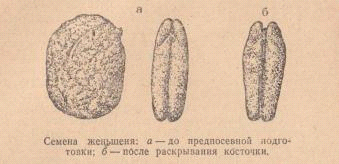 а б
Семена женьшеня: а — до предпосевной подго-
товки; б — после раскрывания косточки.